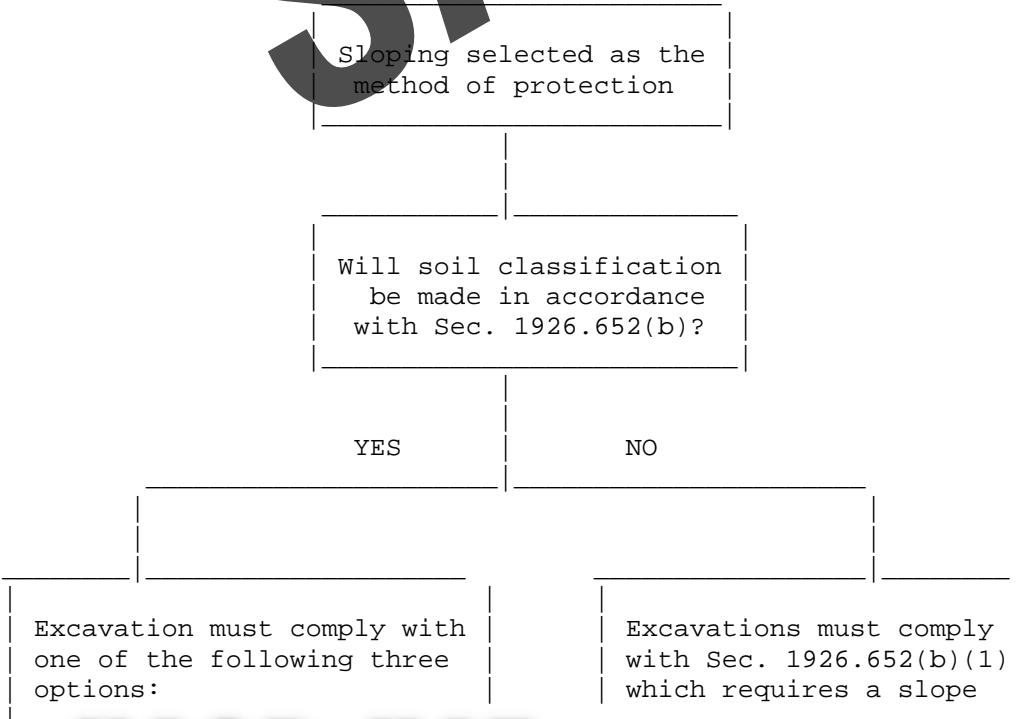 Sloping selected as the
method of protection
Will soil classification
be made in accordance
with Sec. 1926.652(b)?
YES
NO
Excavation must comply with
one of the following three
options:
Excavations must comply
with Sec. 1926.652(b)(1)
which requires a slope